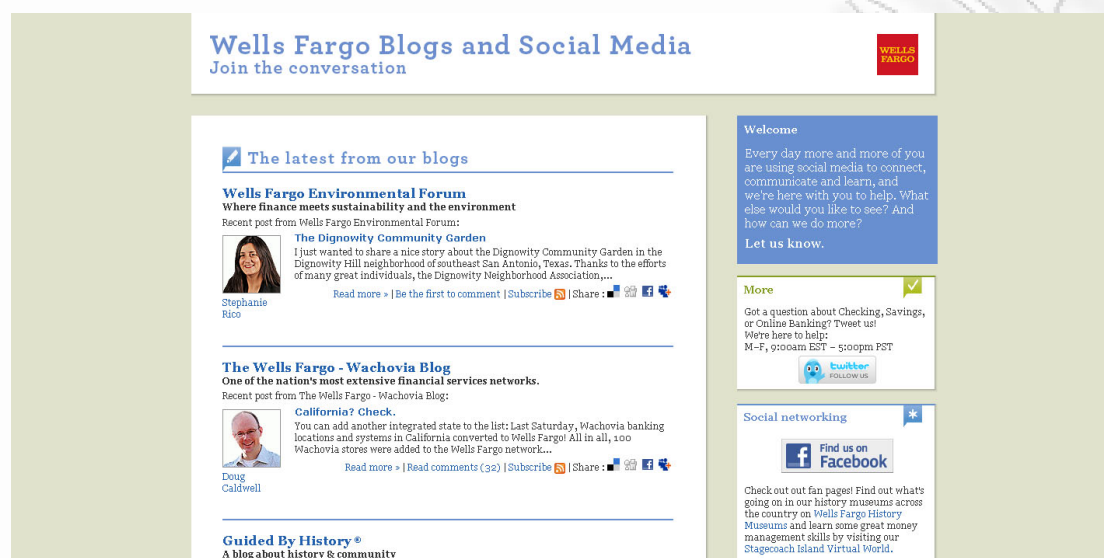 Wells Fargo Blogs and Social Media
Join the conversation
WELLS
FARGO
The latest from our blogs
Wells Fargo Environmental Forum
Where finance meets sustainability and the environment
Recent post from Wells Fargo Environmental Forum:
The Dignowity Community Garden
I just wanted to share a nice story about the Dignowity Community Garden in the
Dignowity Hill neighborhood of southeast San Antonio, Texas. Thanks to the efforts
of many great individuals, the Dignowity Neighborhood Association,...
Read more » | Be the first to comment | Subscribe | Share :
Stephanie
Rico
The Wells Fargo - Wachovia Blog
One of the nation's most extensive financial services networks.
Recent post from The Wells Fargo - Wachovia Blog:
California? Check.
You can add another integrated state to the list: Last Saturday, Wachovia banking
locations and systems in California converted to Wells Fargo! All in all, 100
Wachovia stores were added to the Wells Fargo network...
Read more » | Read comments (32) | Subscribe | Share :
Doug
Caldwell
Guided By History ®
A blog about history & community
Welcome
Every day more and more of you
are using social media to connect,
communicate and learn, and
we're here with you to help. What
else would you like to see? And
how can we do more?
Let us know.
More
Got a question about Checking, Savings,
or Online Banking? Tweet us!
We're here to help:
M–F, 9:00am EST – 5:00pm PST
twitter
FOLLOW US
Social networking
Find us on
Facebook
Check out out fan pages! Find out what's
going on in our history museums across
the country on Wells Fargo History
Museums and learn some great money
management skills by visiting our
Stagecoach Island Virtual World.